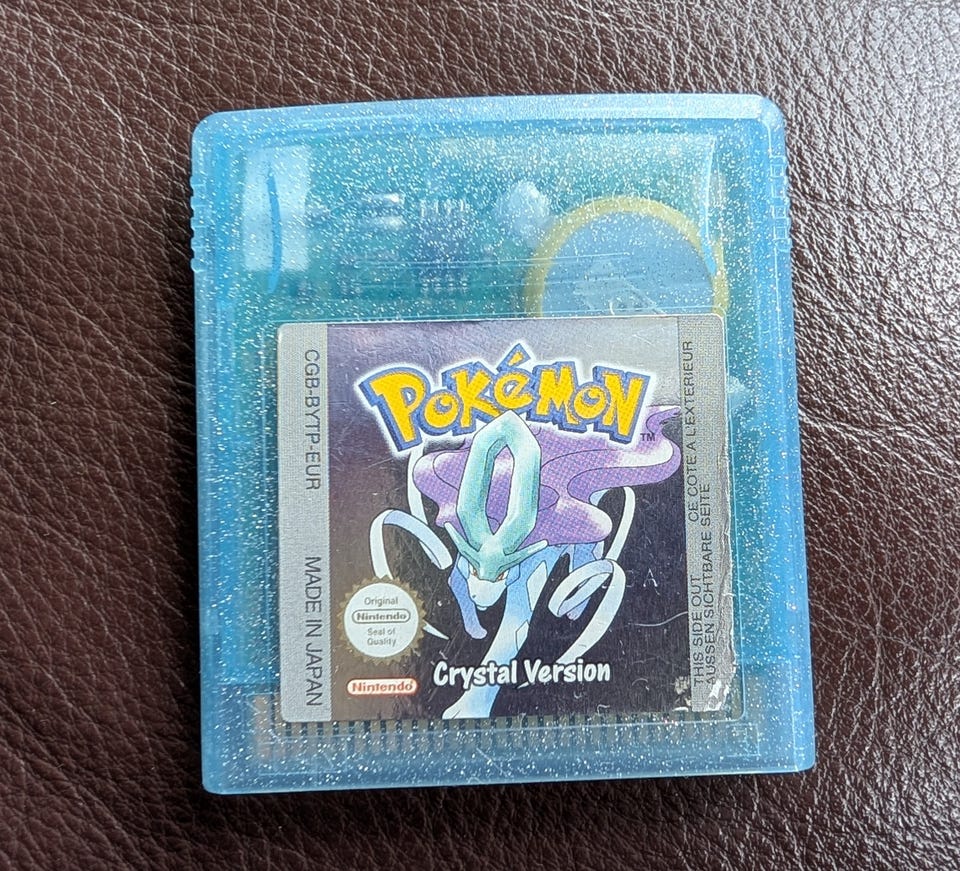 CGB-BYTP-EUR MADE IN JAPAN
POKéMON TM
Original
Nintendo
Seal of
Quality
Nintendo
Crystal Version
THIS SIDE OUT CE COTE A L'EXTERIEUR
AUSSEN SICHTBARE SEITE